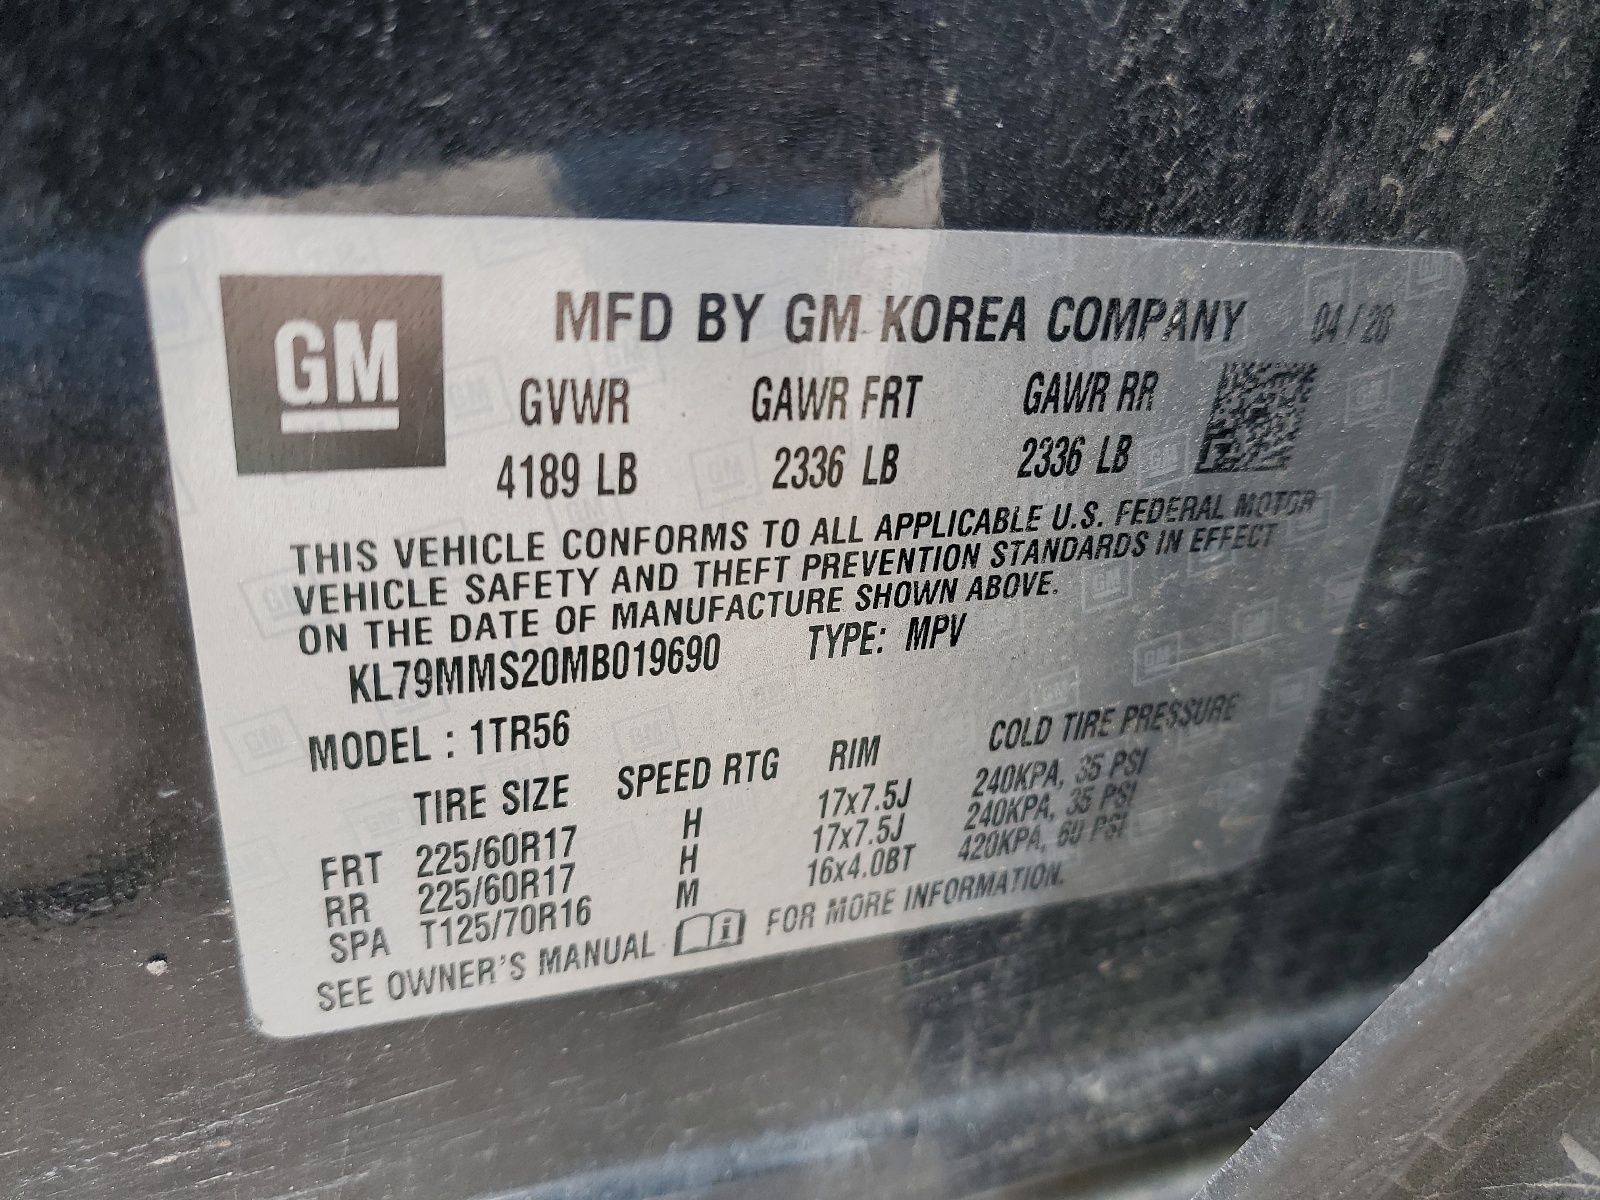 GM
MFD BY GM KOREA COMPANY 04/20
GVWR GAWR FRT GAWR RR
4189 LB 2336 LB 2336 LB
THIS VEHICLE CONFORMS TO ALL APPLICABLE U.S. FEDERAL MOTOR
VEHICLE SAFETY AND THEFT PREVENTION STANDARDS IN EFFECT
ON THE DATE OF MANUFACTURE SHOWN ABOVE.
KL79MMS20MB019690 TYPE: MPV
MODEL : 1TR56
TIRE SIZE SPEED RTG RIM COLD TIRE PRESSURE
FRT 225/60R17 H 17x7.5J 240KPA, 35 PSI
RR 225/60R17 H 17x7.5J 240KPA, 35 PSI
SPA T125/70R16 M 16x4.0BT 420KPA, 60 PSI
SEE OWNER'S MANUAL FOR MORE INFORMATION.